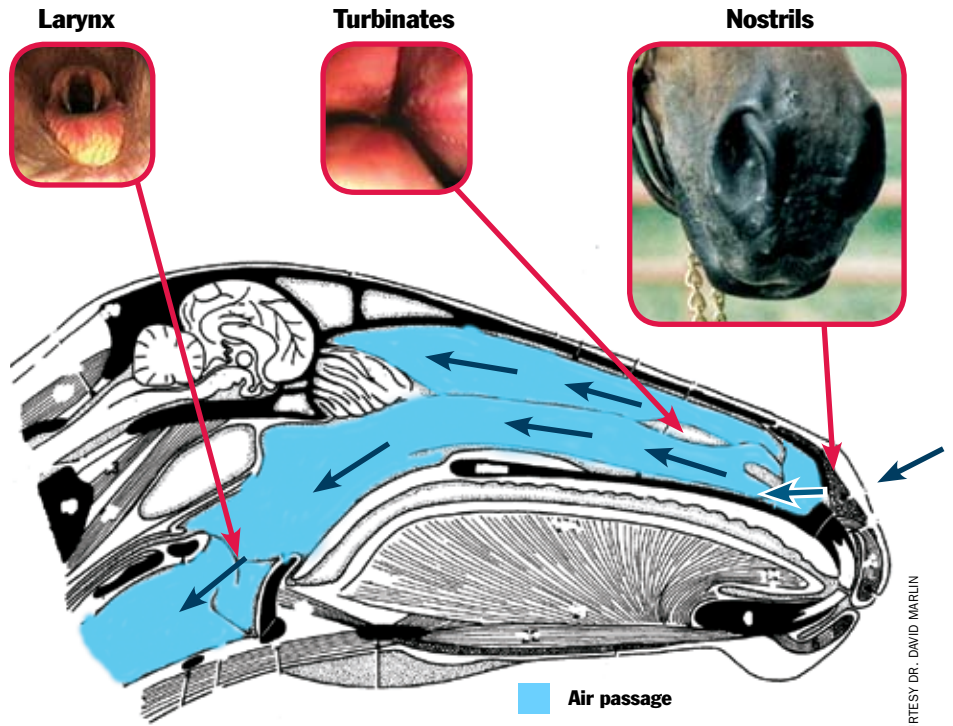 Larynx
Turbinates
Nostrils
Air passage
RTESY DR. DAVID MARLIN